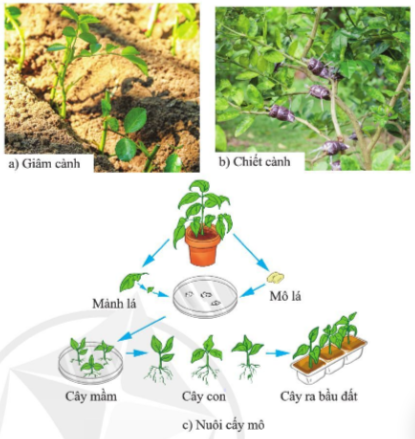 a) Giâm cành
b) Chiết cành
Mảnh lá
Mô lá
Cây mầm
Cây con
Cây ra bầu đất
c) Nuôi cấy mô